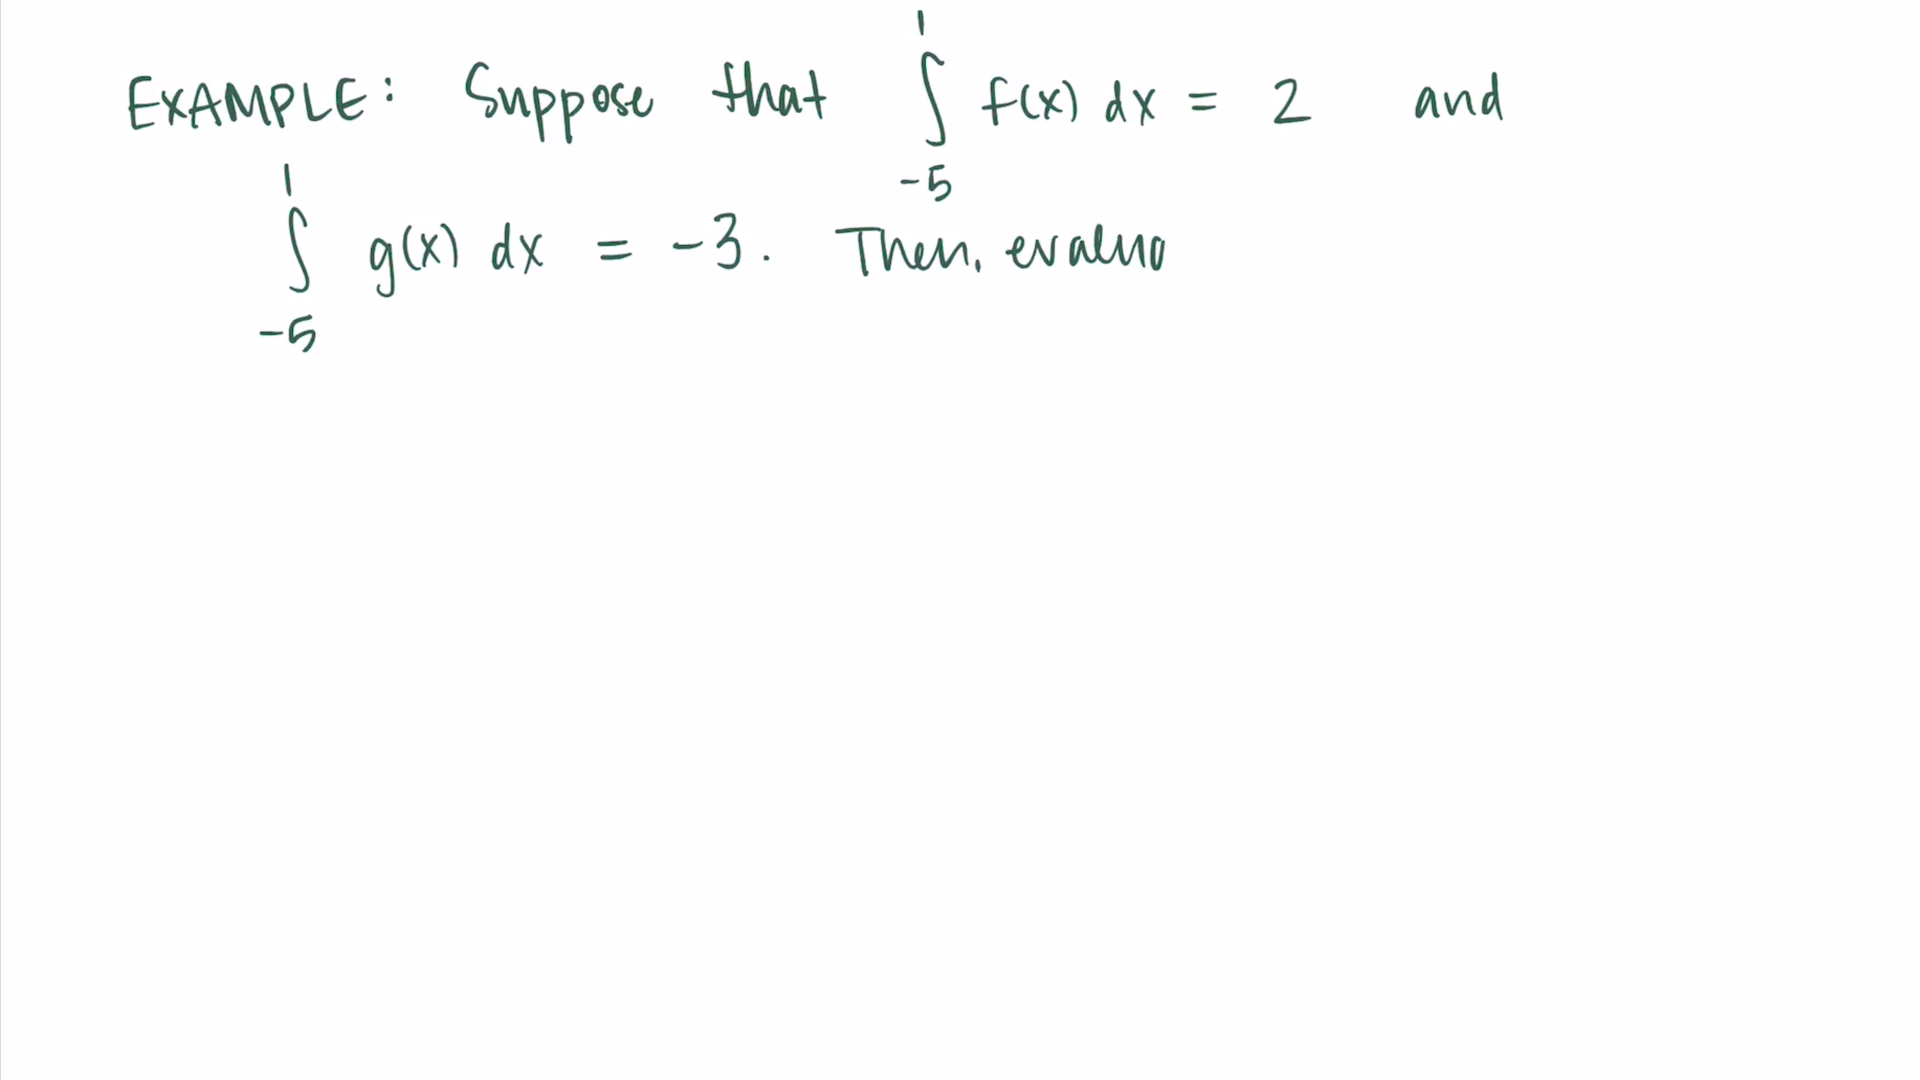 EXAMPLE: Suppose that ∫_{-5}^{1} f(x) dx = 2 and
∫_{-5}^{1} g(x) dx = -3. Then, evalua